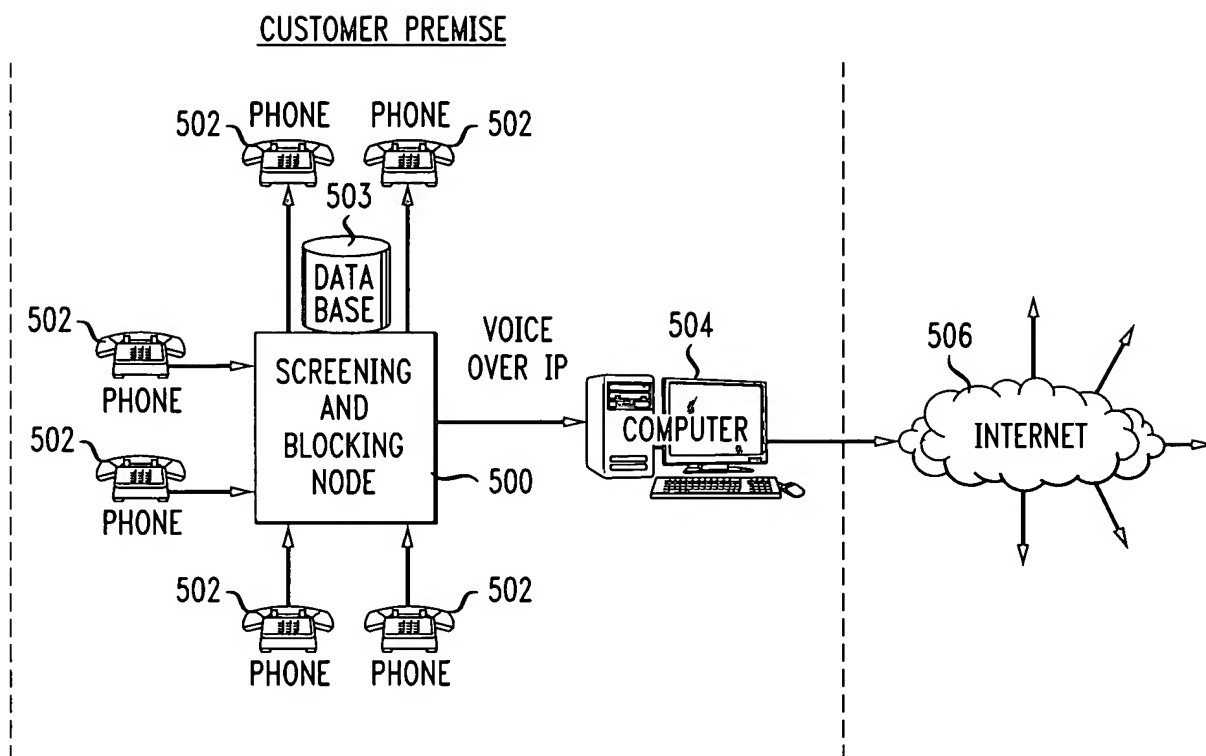 CUSTOMER PREMISE
PHONE PHONE
502 502
503
DATA
BASE
502
PHONE
SCREENING
AND
BLOCKING
NODE
500
VOICE
OVER IP
504
COMPUTER
506
INTERNET
502
PHONE
502 502
PHONE PHONE